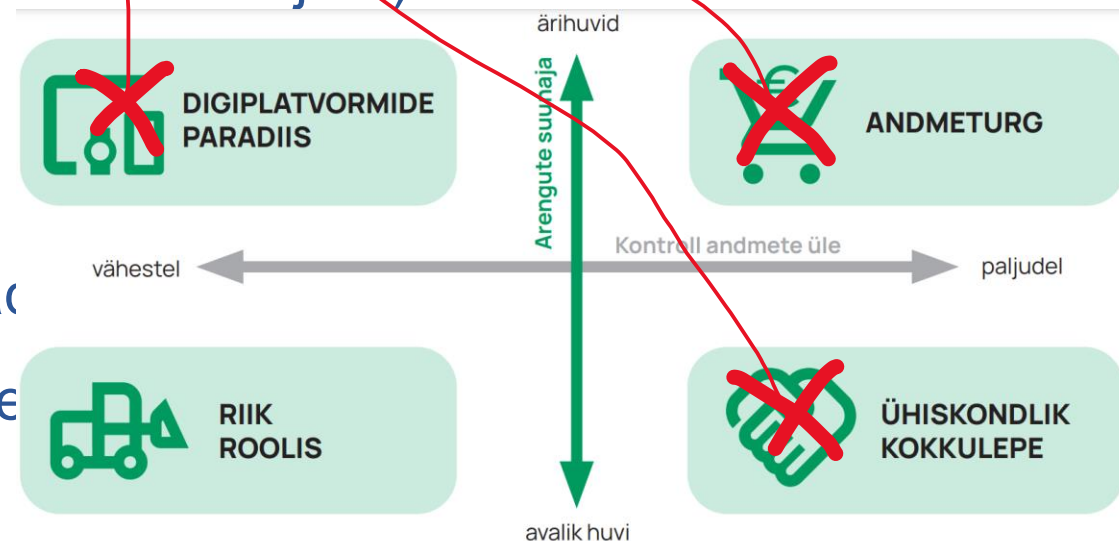 ärihuvid
DIGIPLATVORMIDE
PARADIIS
Arengute suunaja
ANDMETURG
Kontroll andmete üle
vähestel
paljudel
RIIK
ROOLIS
ÜHISKONDLIK
KOKKULEPE
avalik huvi